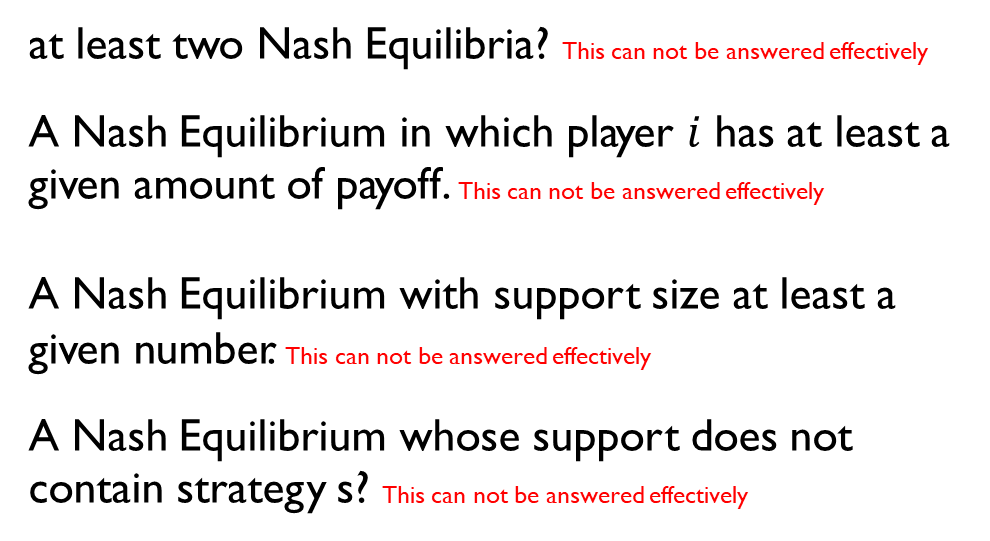 at least two Nash Equilibria? This can not be answered effectively
A Nash Equilibrium in which player i has at least a
given amount of payoff. This can not be answered effectively
A Nash Equilibrium with support size at least a
given number. This can not be answered effectively
A Nash Equilibrium whose support does not
contain strategy s? This can not be answered effectively